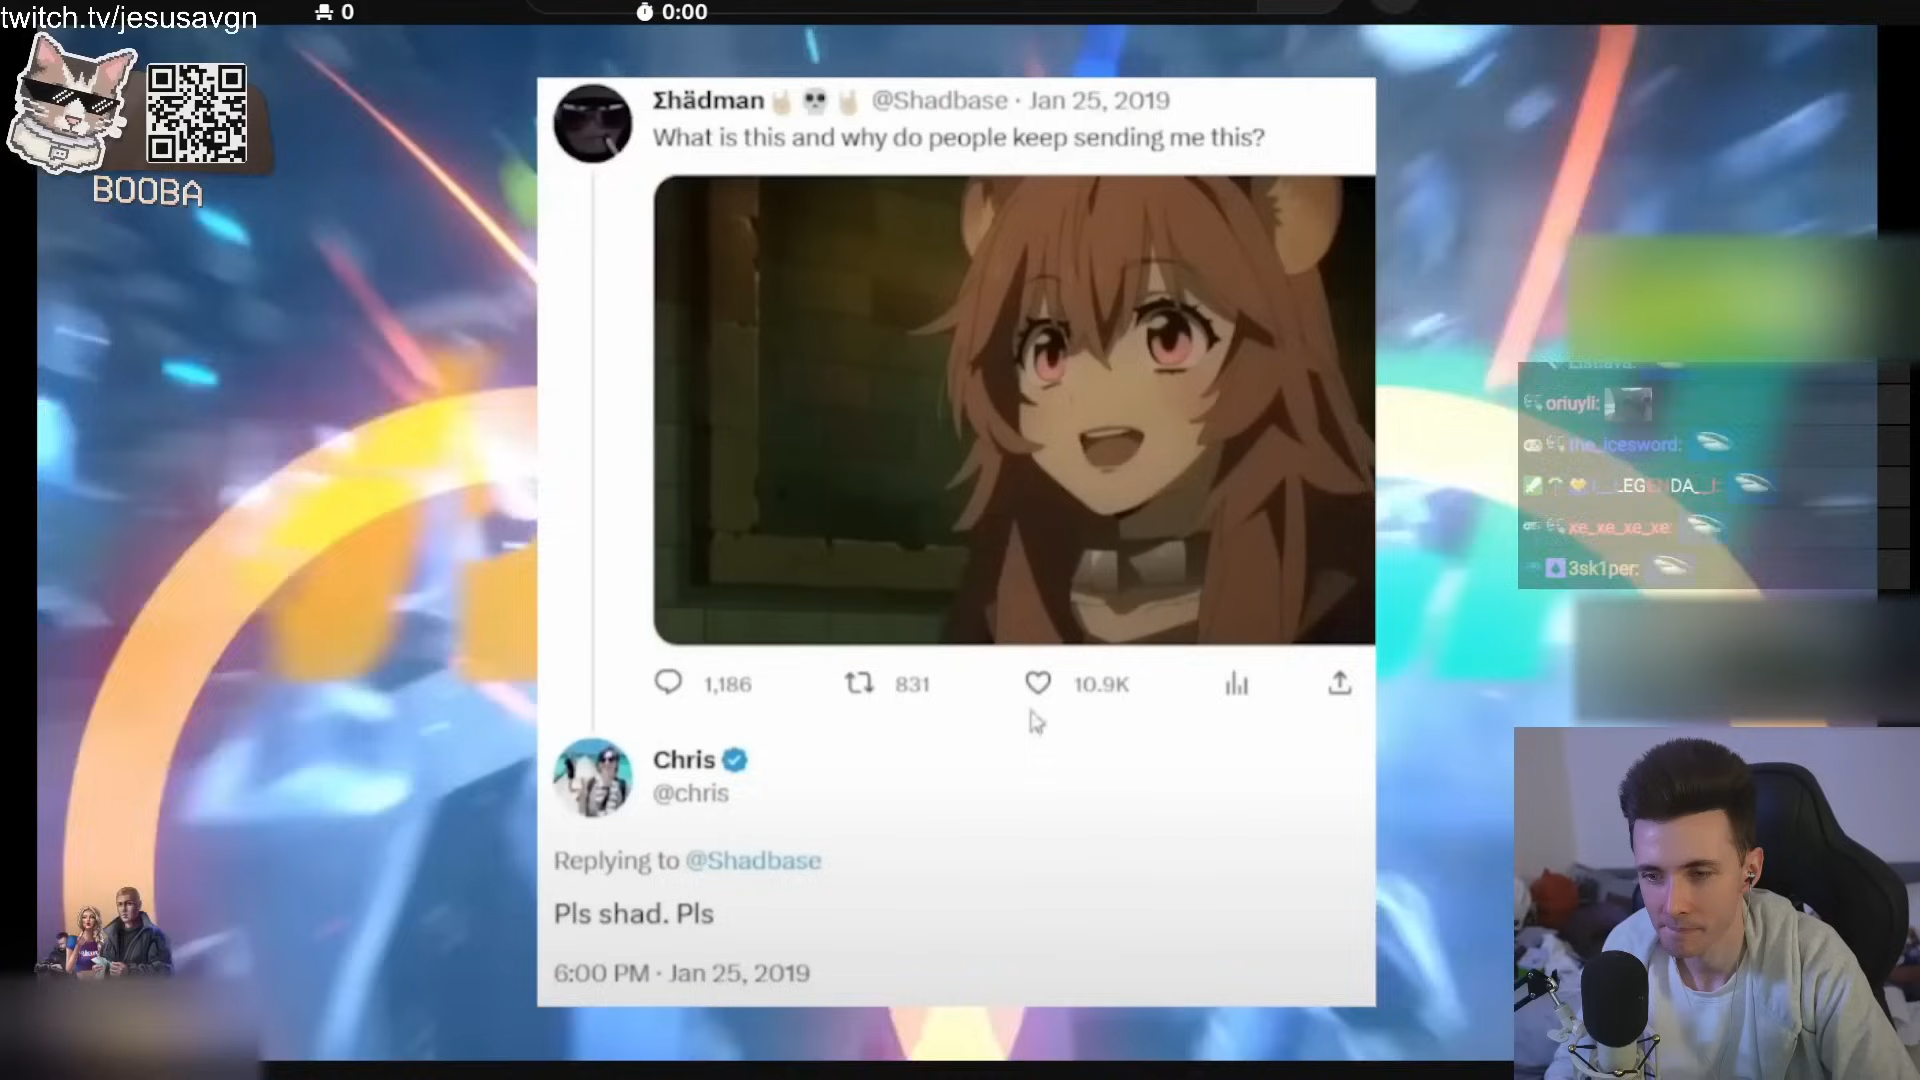 twitch.tv/jesusavgn
0
0:00
BOOBA
Σhädman @Shadbase · Jan 25, 2019
What is this and why do people keep sending me this?
1,186
831
10.9K
Chris
@chris
Replying to @Shadbase
Pls shad. Pls
6:00 PM · Jan 25, 2019
oriuyli:
the_icesword:
xe_xe_xe_xe:
3sk1per: